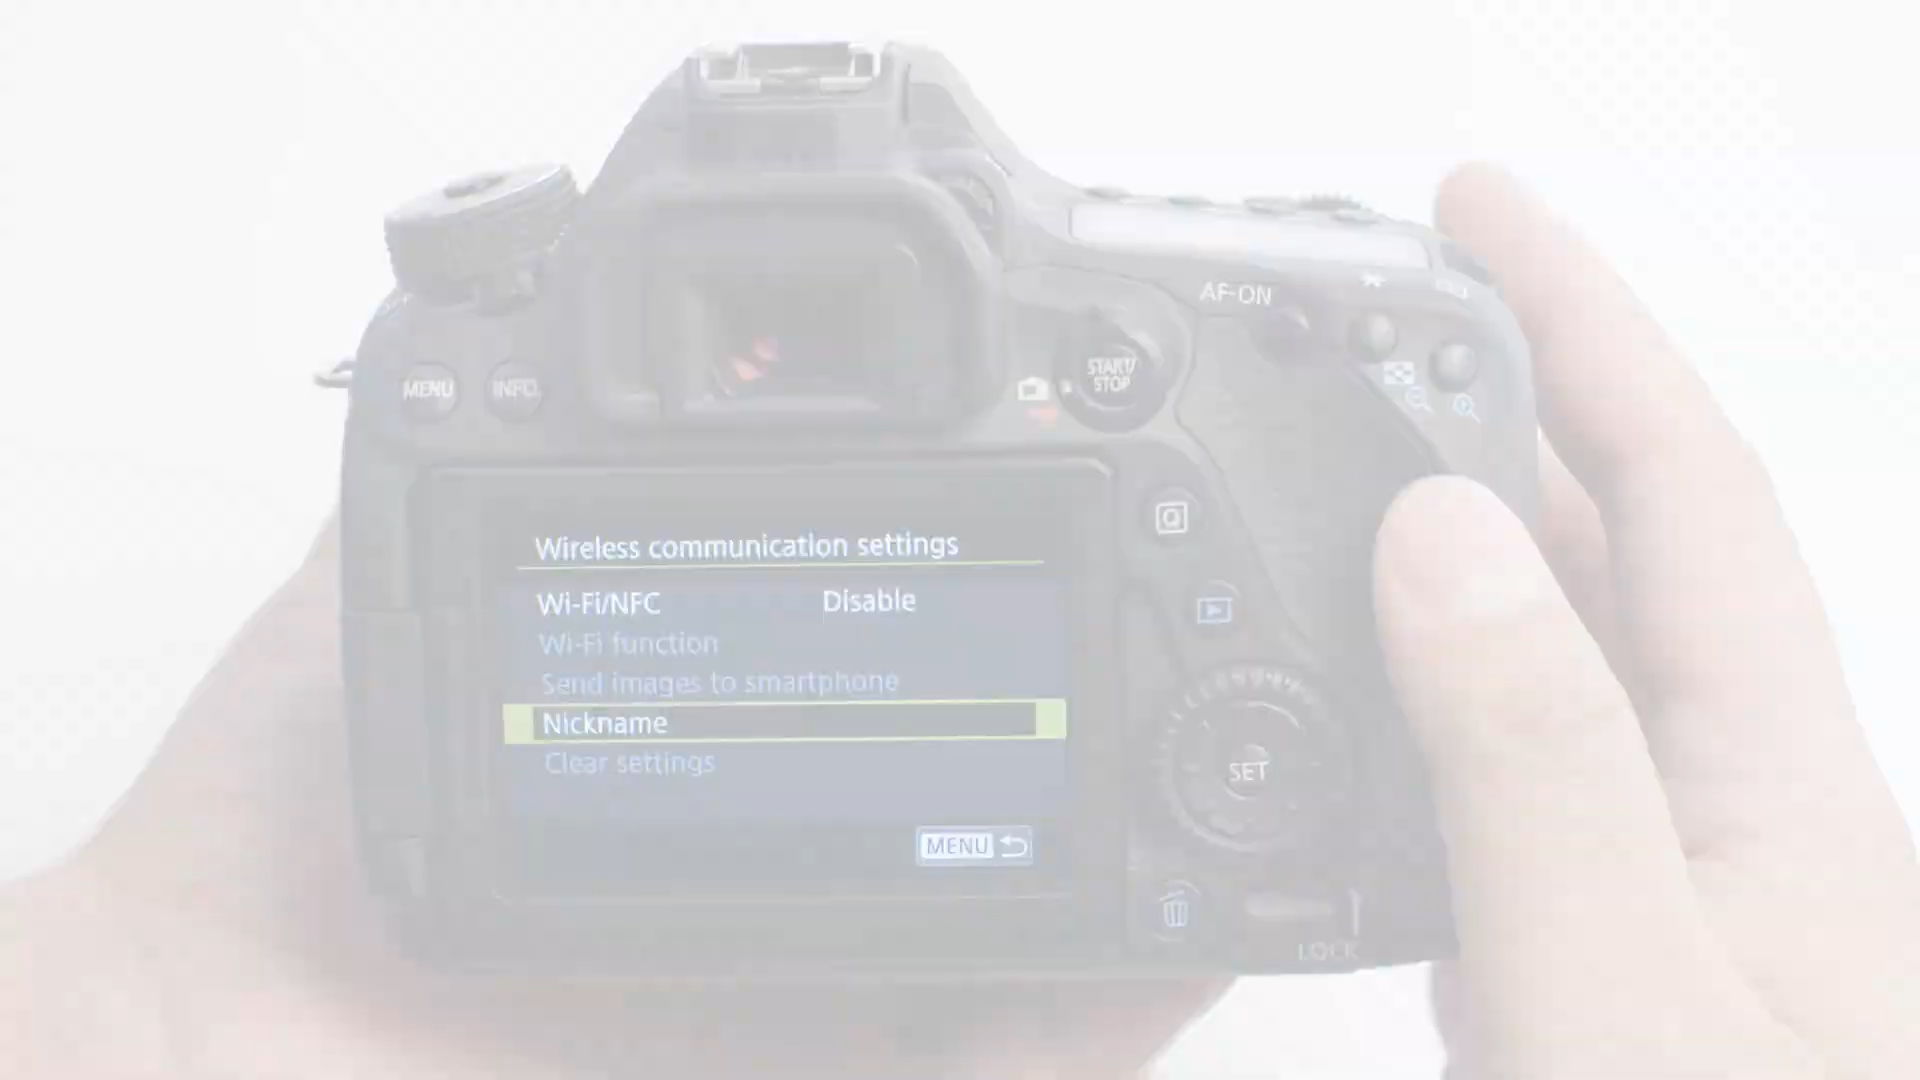 AF-ON
MENU
INFO.
START/
STOP
Q
Wireless communication settings
Wi-Fi/NFC Disable
Wi-Fi function
Send images to smartphone
Nickname
Clear settings
MENU
SET
LOCK